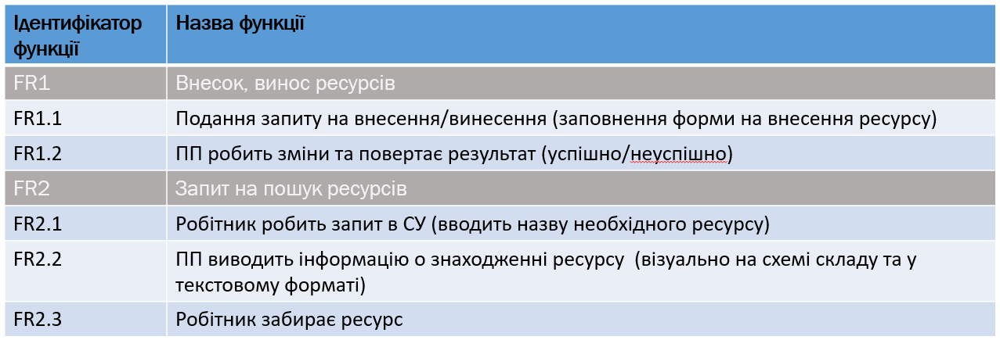 Ідентифікатор
функції
Назва функції
FR1
Внесок, винос ресурсів
FR1.1
Подання запиту на внесення/винесення (заповнення форми на внесення ресурсу)
FR1.2
ПП робить зміни та повертає результат (успішно/неуспішно)
FR2
Запит на пошук ресурсів
FR2.1
Робітник робить запит в СУ (вводить назву необхідного ресурсу)
FR2.2
ПП виводить інформацію о знаходженні ресурсу (візуально на схемі складу та у
текстовому форматі)
FR2.3
Робітник забирає ресурс